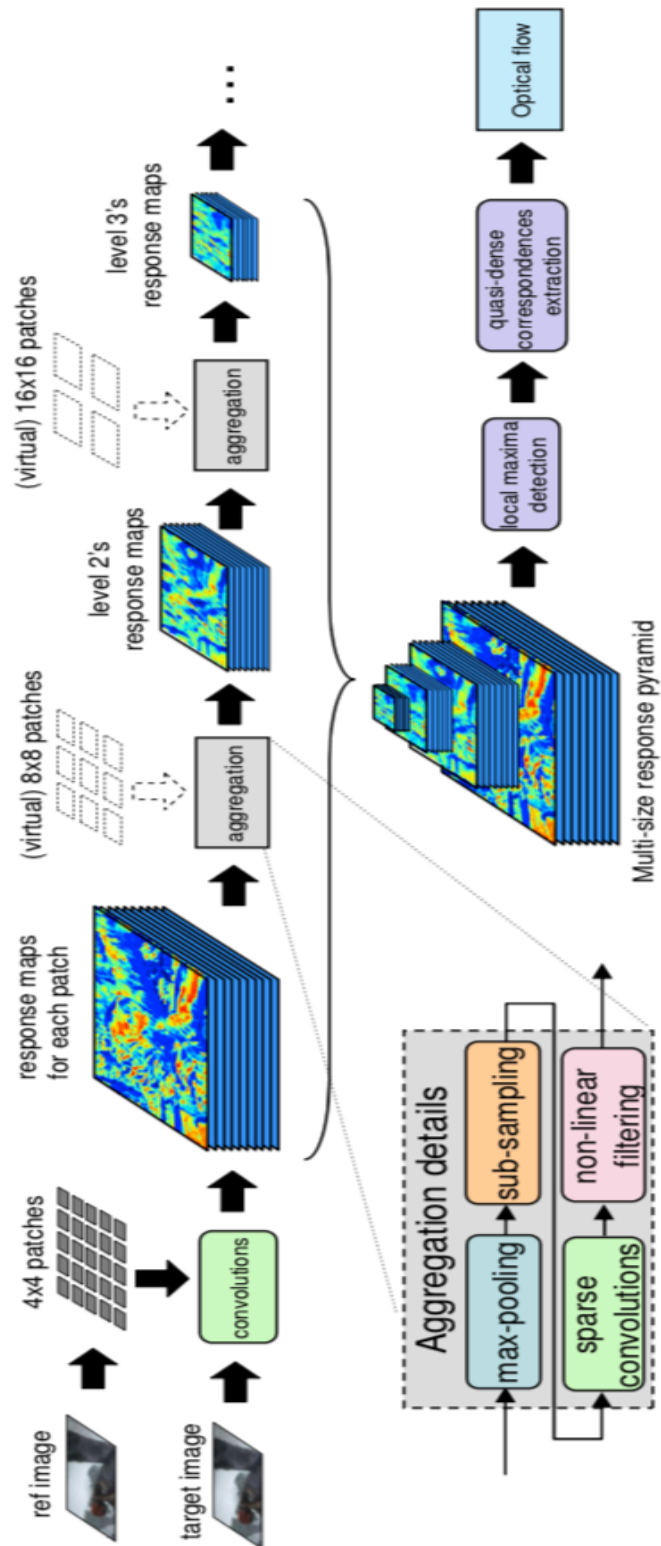 ref image
target image
4x4 patches
convolutions
response maps
for each patch
(virtual) 8x8 patches
aggregation
level 2's
response maps
(virtual) 16x16 patches
aggregation
level 3's
response maps
...
Aggregation details
max-pooling
sub-sampling
sparse
convolutions
non-linear
filtering
Multi-size response pyramid
local maxima
detection
quasi-dense
correspondences
extraction
Optical flow